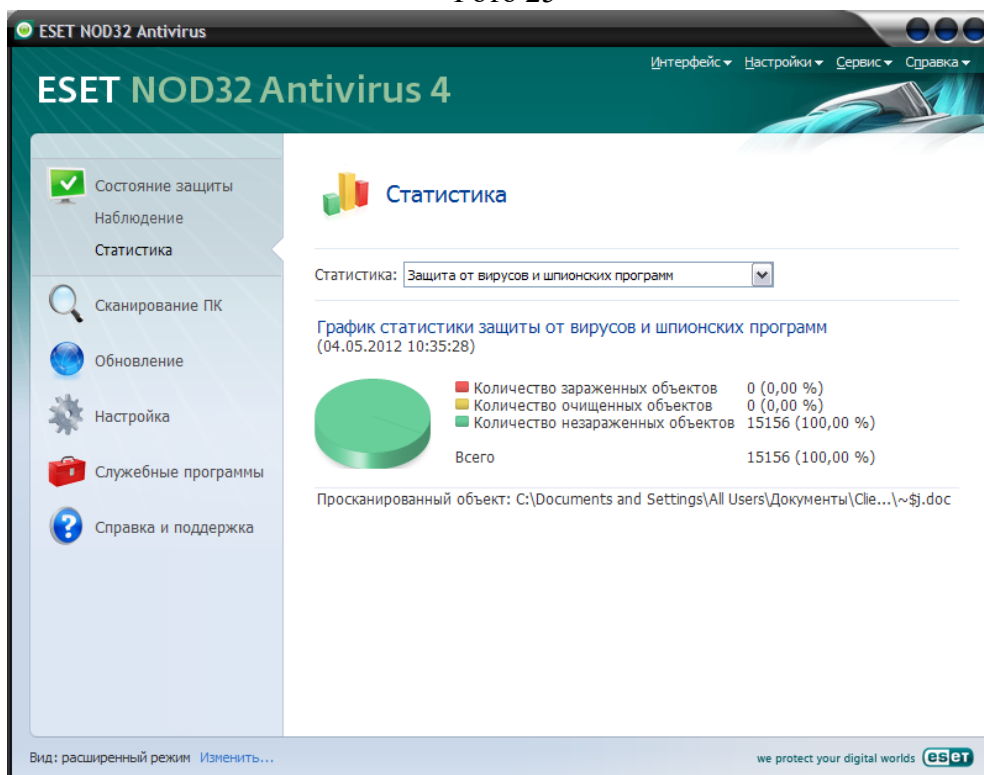 ESET NOD32 Antivirus
Интерфейс Настройки Сервис Справка
ESET NOD32 Antivirus 4
Состояние защиты
Наблюдение
Статистика
Сканирование ПК
Обновление
Настройка
Служебные программы
Справка и поддержка
Статистика
Статистика: Защита от вирусов и шпионских программ
График статистики защиты от вирусов и шпионских программ
(04.05.2012 10:35:28)
Количество зараженных объектов 0 (0,00 %)
Количество очищенных объектов 0 (0,00 %)
Количество незараженных объектов 15156 (100,00 %)
Всего 15156 (100,00 %)
Просканированный объект: C:\Documents and Settings\All Users\Документы\Clie...\~$j.doc
Вид: расширенный режим Изменить...
we protect your digital worlds eset